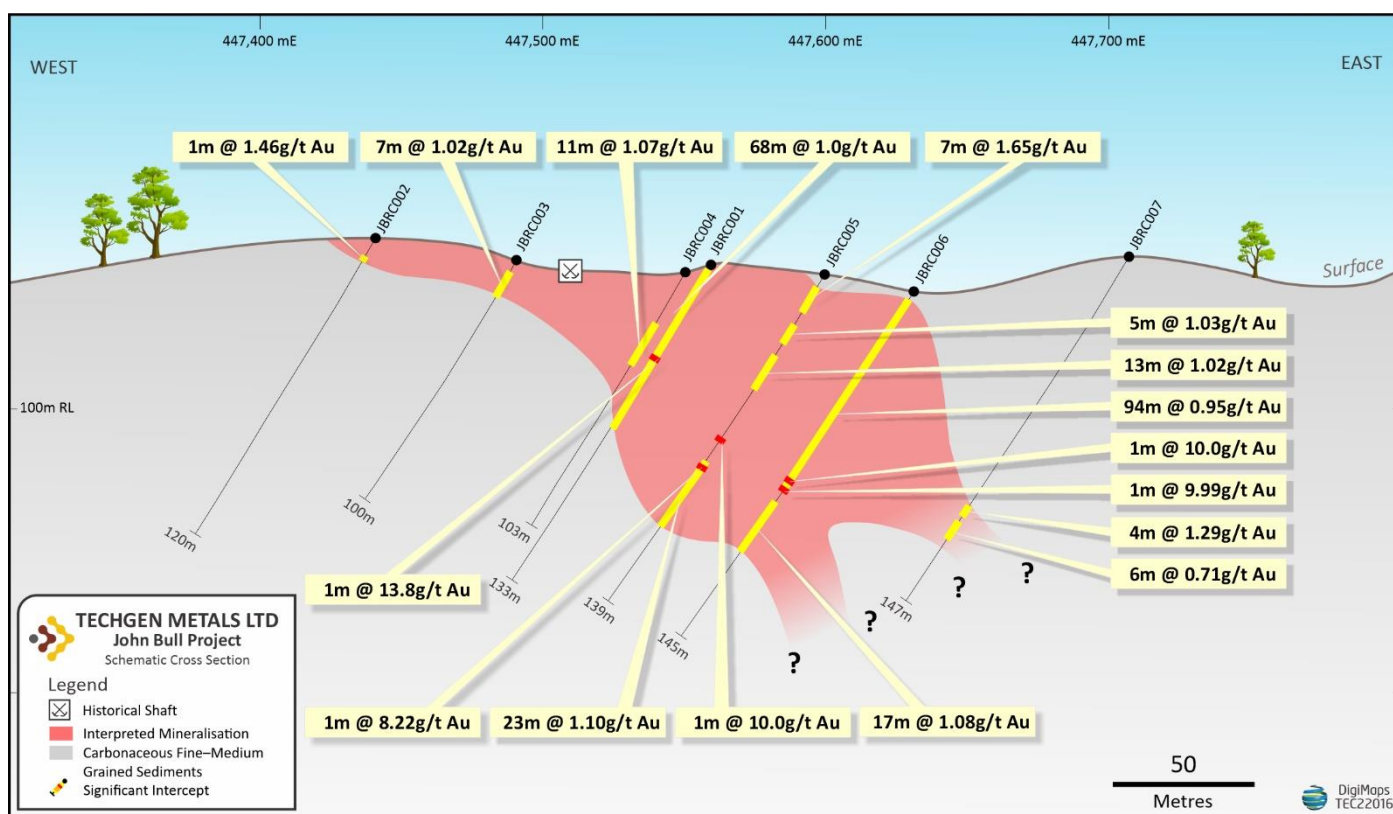 447,400 mE
447,500 mE
447,600 mE
447,700 mE
WEST
EAST
1m @ 1.46g/t Au
7m @ 1.02g/t Au
11m @ 1.07g/t Au
68m @ 1.0g/t Au
7m @ 1.65g/t Au
JBRC002
JBRC003
JBRC004
JBRC001
JBRC005
JBRC006
JBRC007
Surface
5m @ 1.03g/t Au
13m @ 1.02g/t Au
94m @ 0.95g/t Au
1m @ 10.0g/t Au
1m @ 9.99g/t Au
4m @ 1.29g/t Au
6m @ 0.71g/t Au
100m RL
120m
100m
103m
133m
139m
145m
147m
?
?
?
?
1m @ 13.8g/t Au
1m @ 8.22g/t Au
23m @ 1.10g/t Au
1m @ 10.0g/t Au
17m @ 1.08g/t Au
TECHGEN METALS LTD
John Bull Project
Schematic Cross Section
Legend
Historical Shaft
Interpreted Mineralisation
Carbonaceous Fine–Medium
Grained Sediments
Significant Intercept
50
Metres
DigiMaps
TEC22016